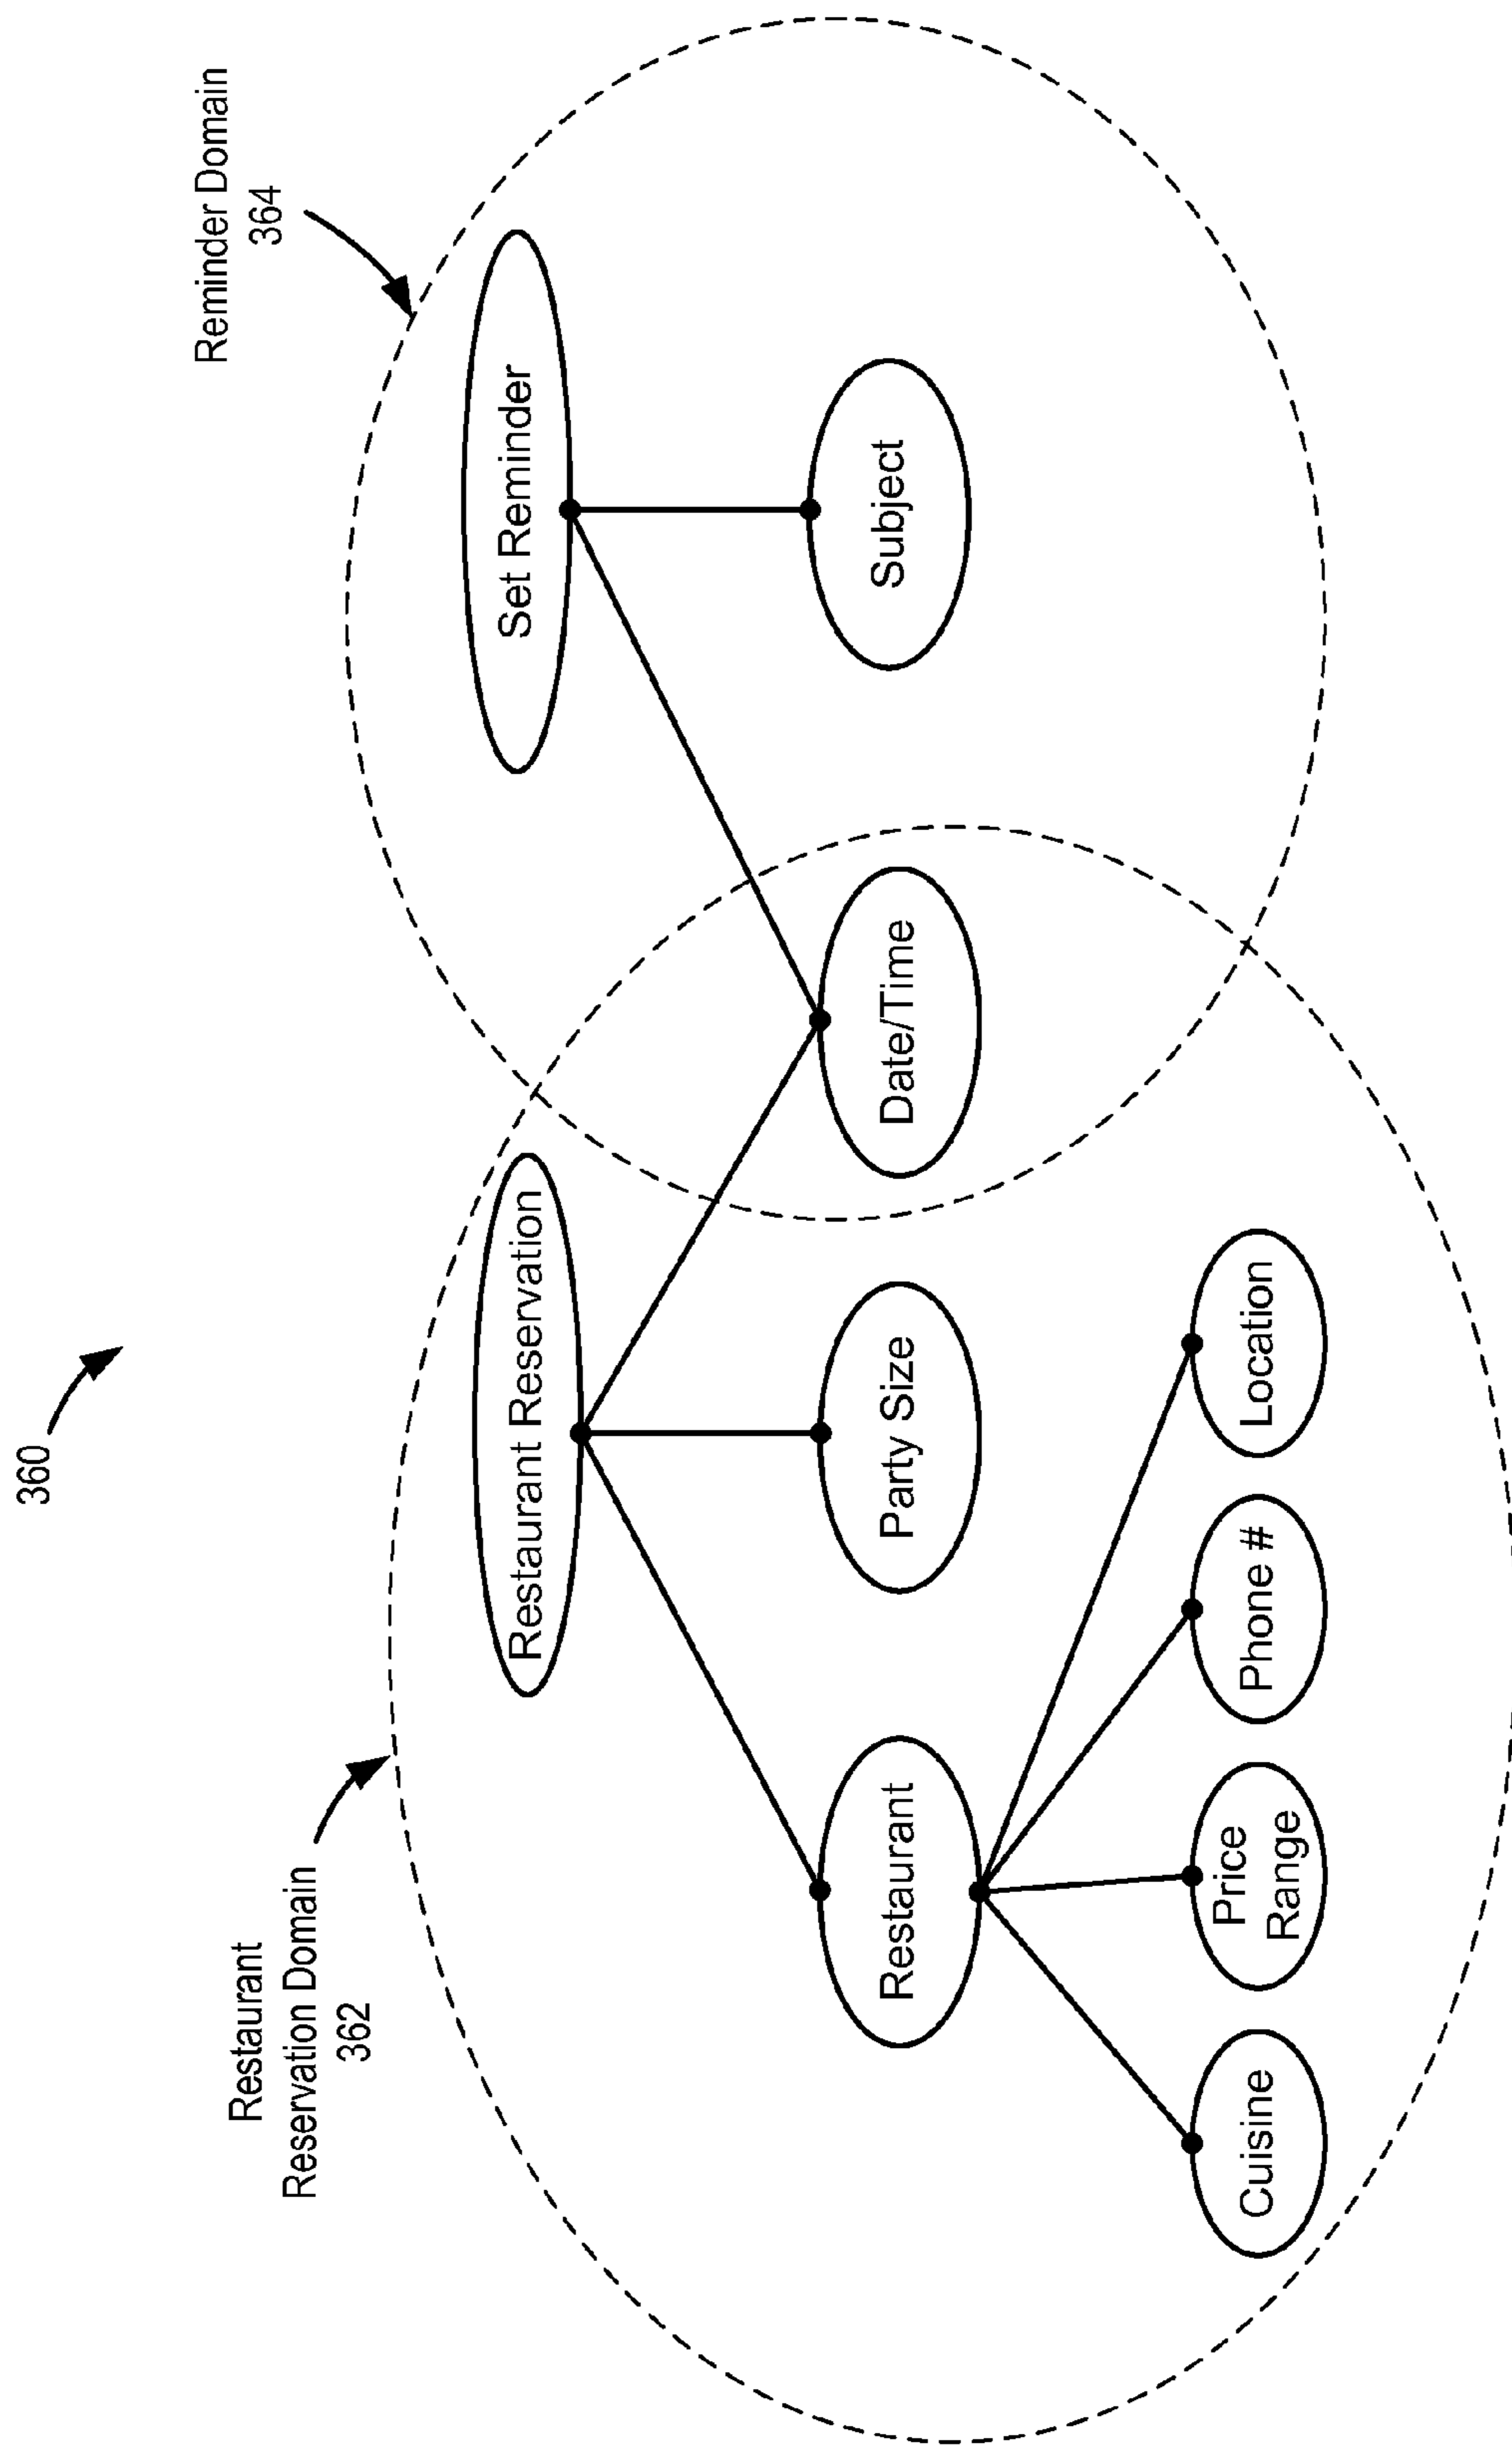 360
Restaurant
Reservation Domain
362
Reminder Domain
364
Restaurant Reservation
Set Reminder
Restaurant
Party Size
Date/Time
Subject
Cuisine
Price
Range
Phone #
Location